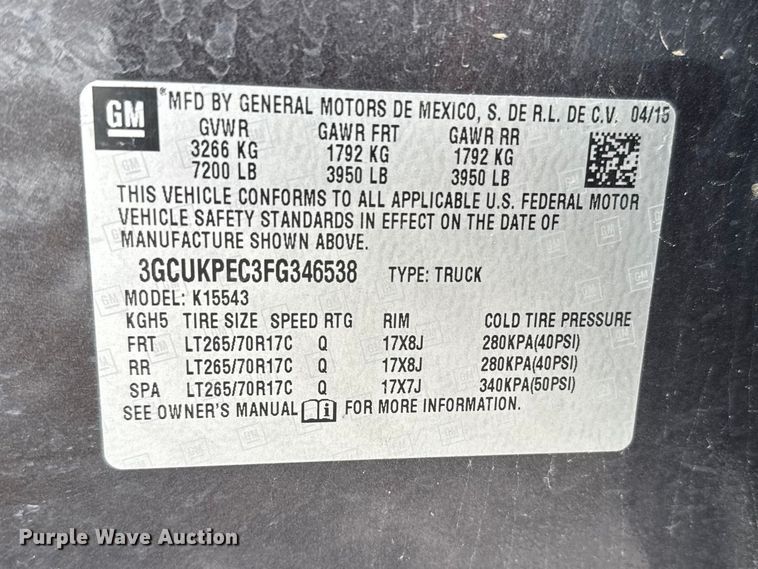 GM *MFD BY GENERAL MOTORS DE MEXICO, S. DE R.L. DE C.V. 04/15
GVWR GAWR FRT GAWR RR
3266 KG 1792 KG 1792 KG
7200 LB 3950 LB 3950 LB
THIS VEHICLE CONFORMS TO ALL APPLICABLE U.S. FEDERAL MOTOR
VEHICLE SAFETY STANDARDS IN EFFECT ON THE DATE OF
MANUFACTURE SHOWN ABOVE.
3GCUKPEC3FG346538 TYPE: TRUCK
MODEL: K15543
KGH5 TIRE SIZE SPEED RTG RIM COLD TIRE PRESSURE
FRT LT265/70R17C Q 17X8J 280KPA(40PSI)
RR LT265/70R17C Q 17X8J 280KPA(40PSI)
SPA LT265/70R17C Q 17X7J 340KPA(50PSI)
SEE OWNER'S MANUAL FOR MORE INFORMATION.
Purple Wave Auction